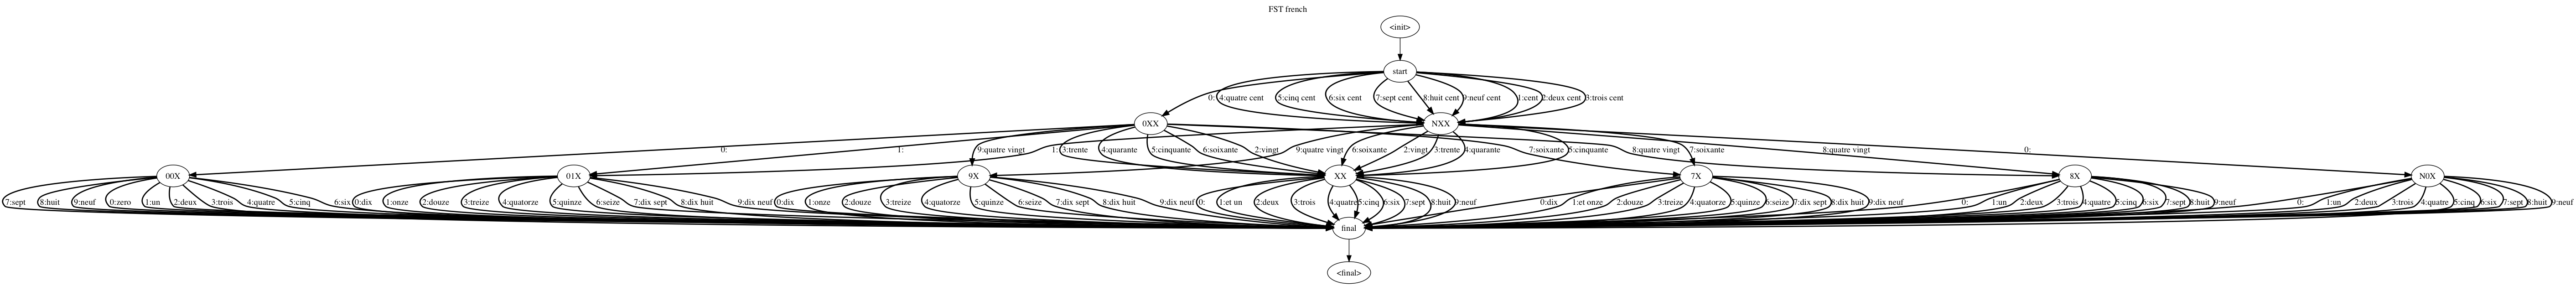 FST french
<init>
start
0: 4:quatre cent 5:cinq cent 6:six cent 7:sept cent 8:huit cent 9:neuf cent 1:cent 2:deux cent 3:trois cent
0XX NXX
0: 1: 9:quatre vingt 1: 3:trente 4:quarante 5:cinquante 6:soixante 2:vingt 9:quatre vingt 6:soixante 2:vingt 3:trente 4:quarante 7:soixante 5:cinquante 8:quatre vingt 7:soixante 8:quatre vingt 0:
00X 01X 9X XX 7X 8X N0X
7:sept 8:huit 9:neuf 0:zero 1:un 2:deux 3:trois 4:quatre 5:cinq 6:six 0:dix 1:onze 2:douze 3:treize 4:quatorze 5:quinze 6:seize 7:dix sept 8:dix huit 9:dix neuf 0:dix 1:onze 2:douze 3:treize 4:quatorze 5:quinze 6:seize 7:dix sept 8:dix huit 9:dix neuf 0: 1:et un 2:deux 3:trois 4:quatre 5:cinq 6:six 7:sept 8:huit 9:neuf 0:dix 1:et onze 2:douze 3:treize 4:quatorze 5:quinze 6:seize 7:dix sept 8:dix huit 9:dix neuf 0: 1:un 2:deux 3:trois 4:quatre 5:cinq 6:six 7:sept 8:huit 9:neuf 0: 1:un 2:deux 3:trois 4:quatre 5:cinq 6:six 7:sept 8:huit 9:neuf
final
<final>